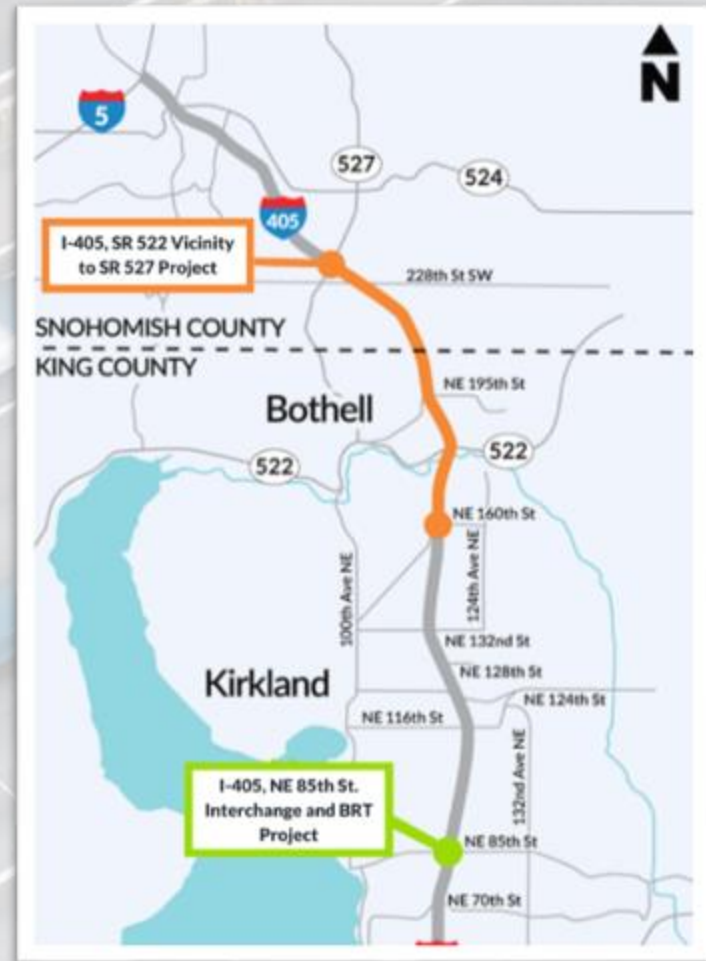 N
5
527
524
405
I-405, SR 522 Vicinity
to SR 527 Project
228th St SW
SNOHOMISH COUNTY
KING COUNTY
NE 195th St
Bothell
522
522
NE 160th St
100th Ave NE
124th Ave NE
NE 132nd St
NE 128th St
Kirkland
NE 124th St
NE 116th St
132nd Ave NE
I-405, NE 85th St.
Interchange and BRT
Project
NE 85th St
NE 70th St